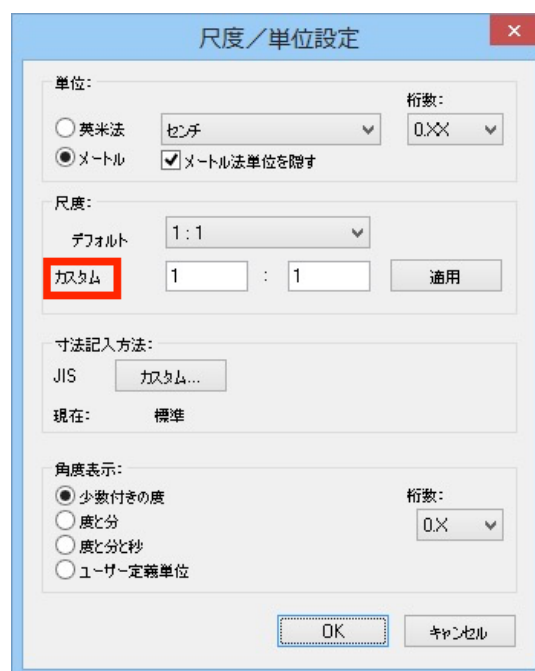 尺度／単位設定
単位:
桁数:
英米法 センチ 0.XX
メートル メートル法単位を隠す
尺度:
デフォルト 1:1
カスタム 1 : 1 適用
寸法記入方法:
JIS カスタム...
現在: 標準
角度表示:
少数付きの度 桁数:
度と分 0.X
度と分と秒
ユーザー定義単位
OK キャンセル